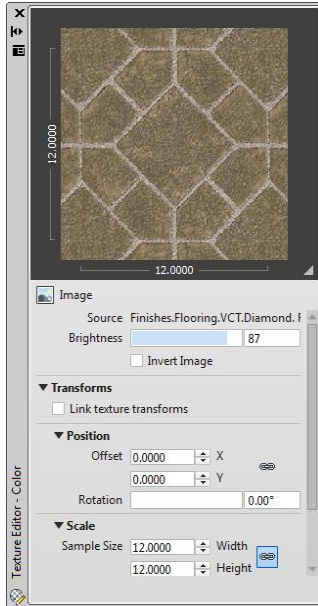 12.0000
12.0000
Image
Source Finishes.Flooring.VCT.Diamond.
Brightness 87
Invert Image
Transforms
Link texture transforms
Position
Offset 0.0000 X
0.0000 Y
Rotation 0.00°
Scale
Sample Size 12.0000 Width
12.0000 Height
Texture Editor - Color